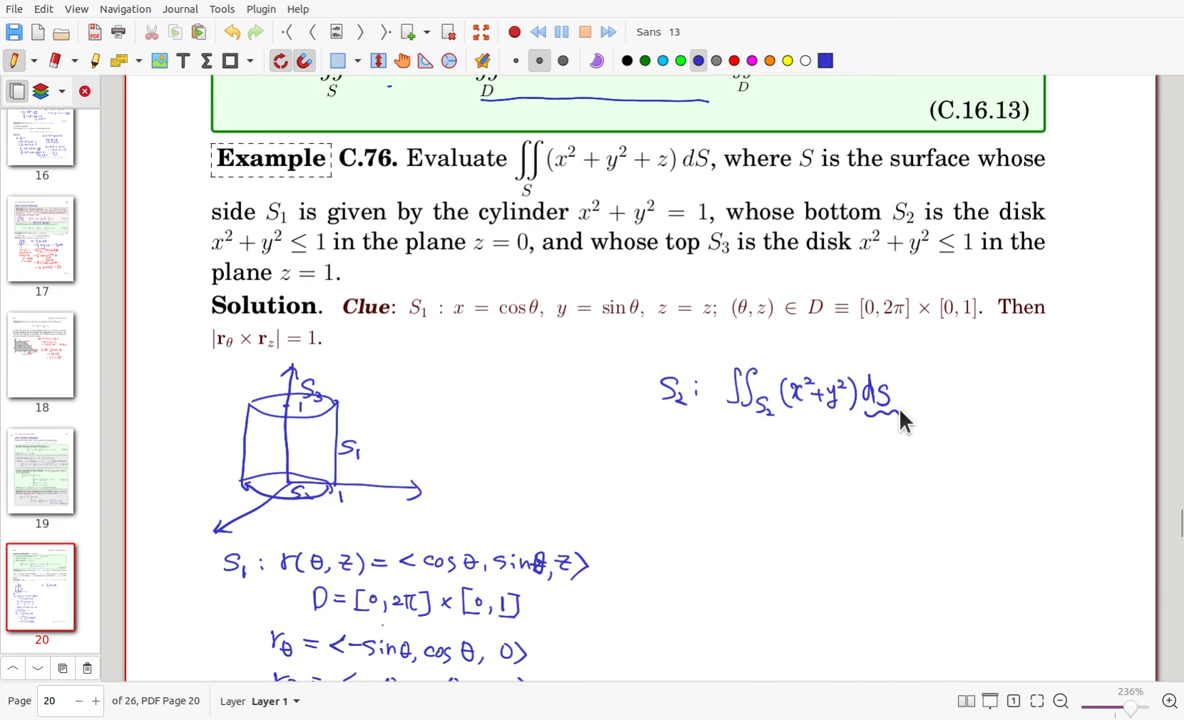 File Edit View Navigation Journal Tools Plugin Help
Sans 13
S D D
(C.16.13)
Example C.76. Evaluate ∬_S (x² + y² + z) dS, where S is the surface whose
side S₁ is given by the cylinder x² + y² = 1, whose bottom S₂ is the disk
x² + y² ≤ 1 in the plane z = 0, and whose top S₃ is the disk x² + y² ≤ 1 in the
plane z = 1.
Solution. Clue: S₁ : x = cos θ, y = sin θ, z = z; (θ, z) ∈ D ≡ [0, 2π] × [0, 1]. Then
|r_θ × r_z| = 1.
S₃
1
S₁
S₂
1
S₂ : ∬_S₂ (x²+y²) dS
S₁ : r(θ, z) = < cos θ, sin θ, z >
D = [0, 2π] × [0, 1]
r_θ = <-sin θ, cos θ, 0>
16
17
18
19
20
Page 20 of 26, PDF Page 20 Layer Layer 1
236%